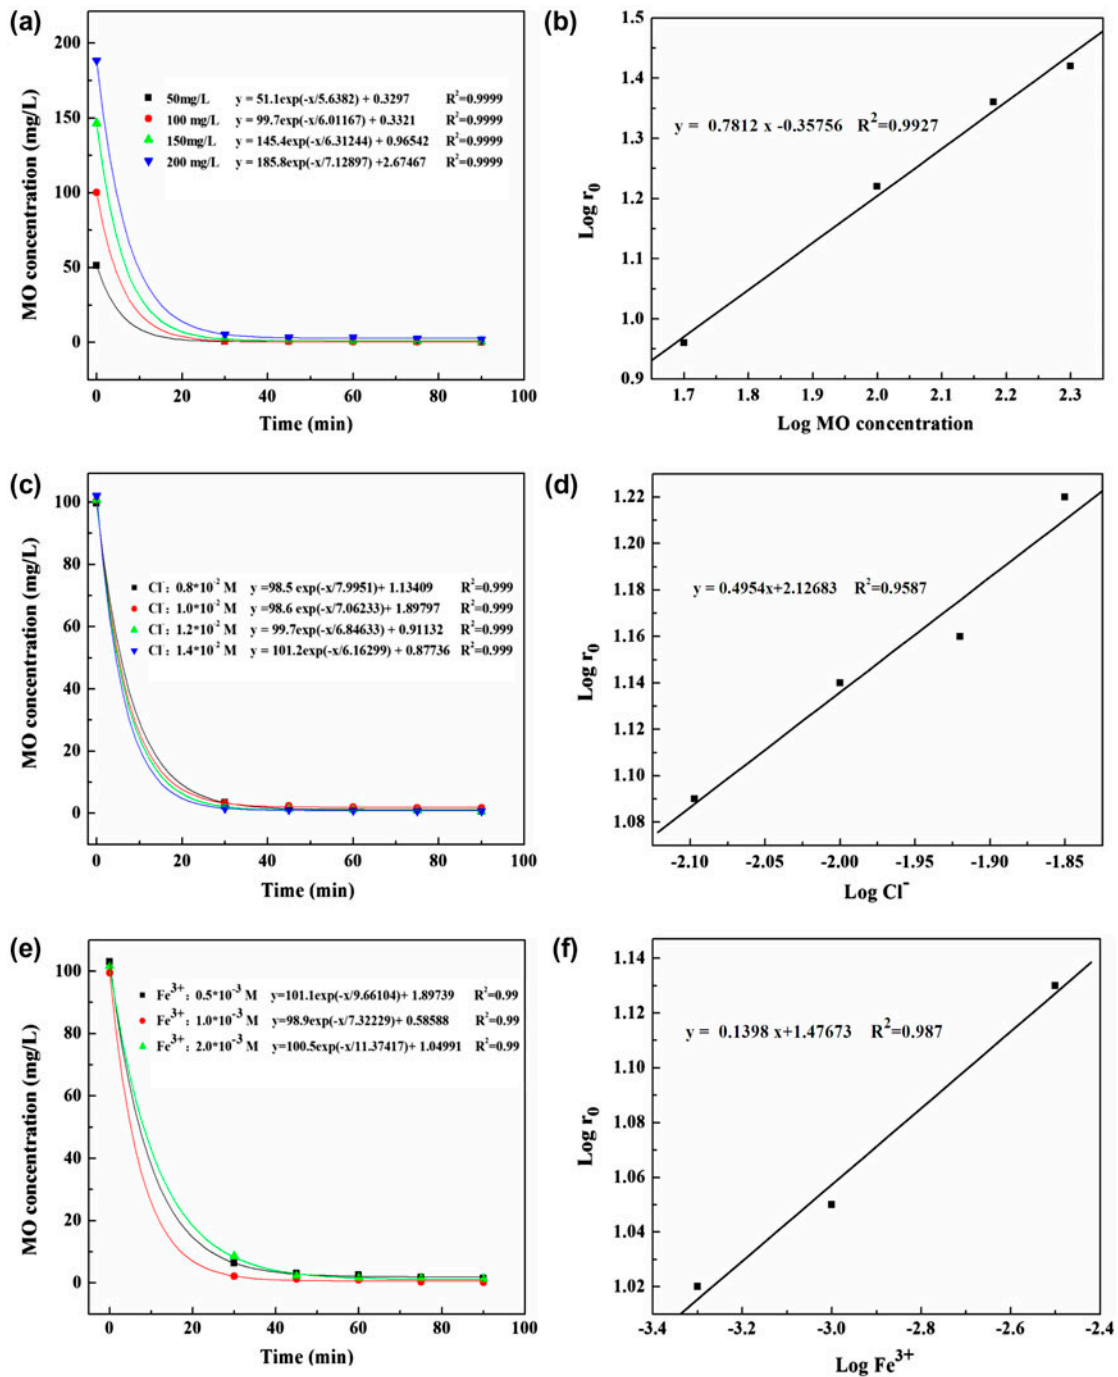 (a)
MO concentration (mg/L)
200
150
100
50
0
50mg/L y = 51.1exp(-x/5.6382) + 0.3297 R²=0.9999
100 mg/L y = 99.7exp(-x/6.01167) + 0.3321 R²=0.9999
150mg/L y = 145.4exp(-x/6.31244) + 0.96542 R²=0.9999
200 mg/L y = 185.8exp(-x/7.12897) +2.67467 R²=0.9999
0 20 40 60 80 100
Time (min)
(b)
Log r₀
1.5
1.4
1.3
1.2
1.1
1.0
0.9
y = 0.7812 x -0.35756 R²=0.9927
1.7 1.8 1.9 2.0 2.1 2.2 2.3
Log MO concentration
(c)
MO concentration (mg/L)
100
80
60
40
20
0
Cl⁻: 0.8*10⁻² M y =98.5 exp(-x/7.9951)+ 1.13409 R²=0.999
Cl⁻: 1.0*10⁻² M y =98.6 exp(-x/7.06233)+ 1.89797 R²=0.999
Cl⁻: 1.2*10⁻² M y = 99.7exp(-x/6.84633) + 0.91132 R²=0.999
Cl⁻: 1.4*10⁻² M y = 101.2exp(-x/6.16299) + 0.87736 R²=0.999
0 20 40 60 80 100
Time (min)
(d)
Log r₀
1.22
1.20
1.18
1.16
1.14
1.12
1.10
1.08
y = 0.4954x+2.12683 R²=0.9587
-2.10 -2.05 -2.00 -1.95 -1.90 -1.85
Log Cl⁻
(e)
MO concentration (mg/L)
100
80
60
40
20
0
Fe³⁺: 0.5*10⁻³ M y=101.1exp(-x/9.66104)+ 1.89739 R²=0.99
Fe³⁺: 1.0*10⁻³ M y=98.9exp(-x/7.32229) + 0.58588 R²=0.99
Fe³⁺: 2.0*10⁻³ M y=100.5exp(-x/11.37417)+ 1.04991 R²=0.99
0 20 40 60 80 100
Time (min)
(f)
Log r₀
1.14
1.12
1.10
1.08
1.06
1.04
1.02
y = 0.1398 x+1.47673 R²=0.987
-3.4 -3.2 -3.0 -2.8 -2.6 -2.4
Log Fe³⁺